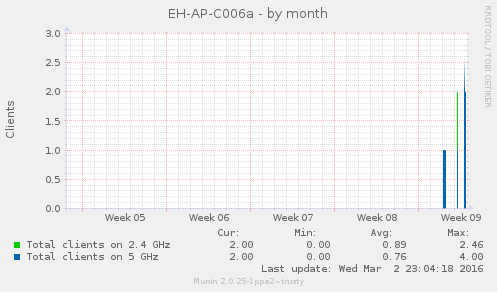 EH-AP-C006a - by month
RRDTOOL / TOBI OETIKER
Clients
3.0
2.5
2.0
1.5
1.0
0.5
0.0
Week 05 Week 06 Week 07 Week 08 Week 09
Cur: Min: Avg: Max:
Total clients on 2.4 GHz 2.00 0.00 0.89 2.46
Total clients on 5 GHz 2.00 0.00 0.76 4.00
Last update: Wed Mar 2 23:04:18 2016
Munin 2.0.25-1ppa2~trusty